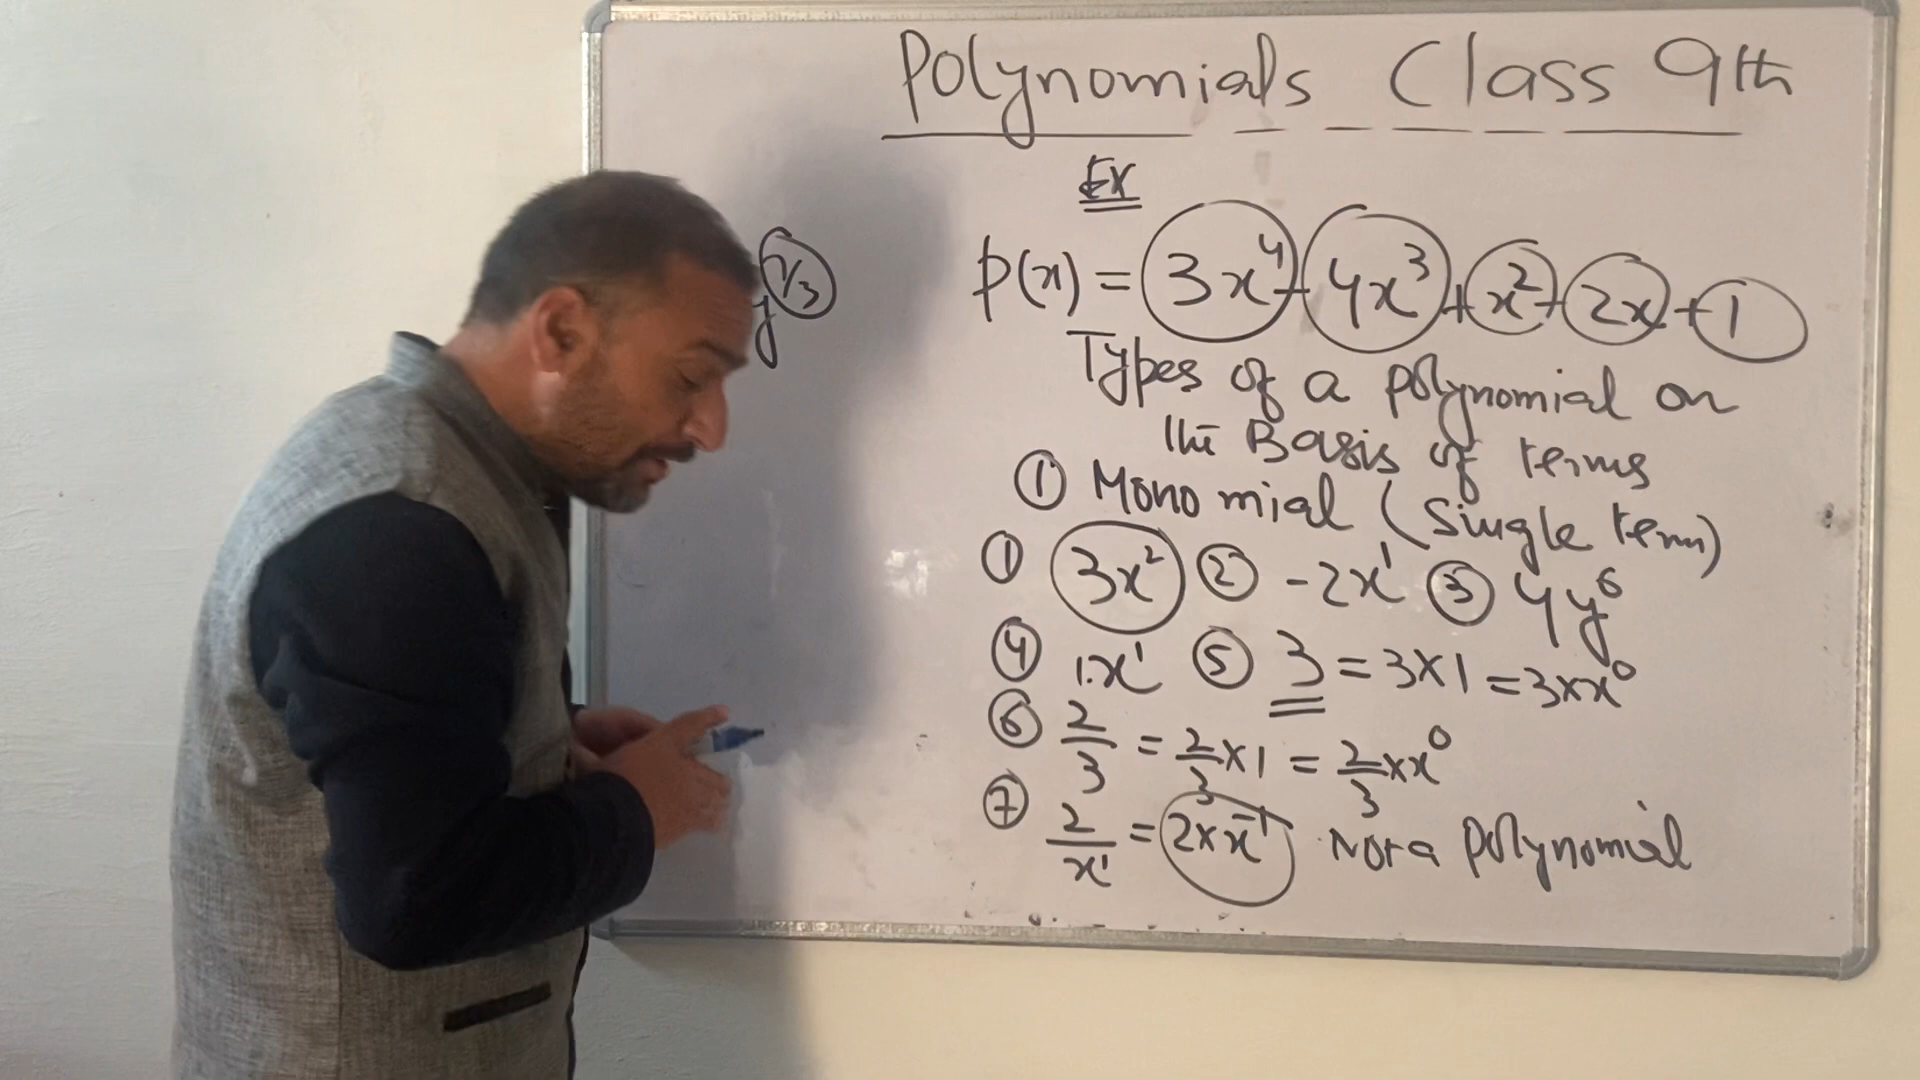 Polynomials Class 9th
Ex
y^(2/3)
p(x) = 3x⁴ - 4x³ + x² - 2x + 1
Types of a polynomial on
the Basis of terms
① Monomial (Single term)
① 3x² ② -2x¹ ③ 4y⁶
④ 1.x¹ ⑤ 3 = 3×1 = 3×x⁰
⑥ 2/3 = 2/3 × 1 = 2/3 × x⁰
⑦ 2/x¹ = 2×x⁻¹ Not a polynomial